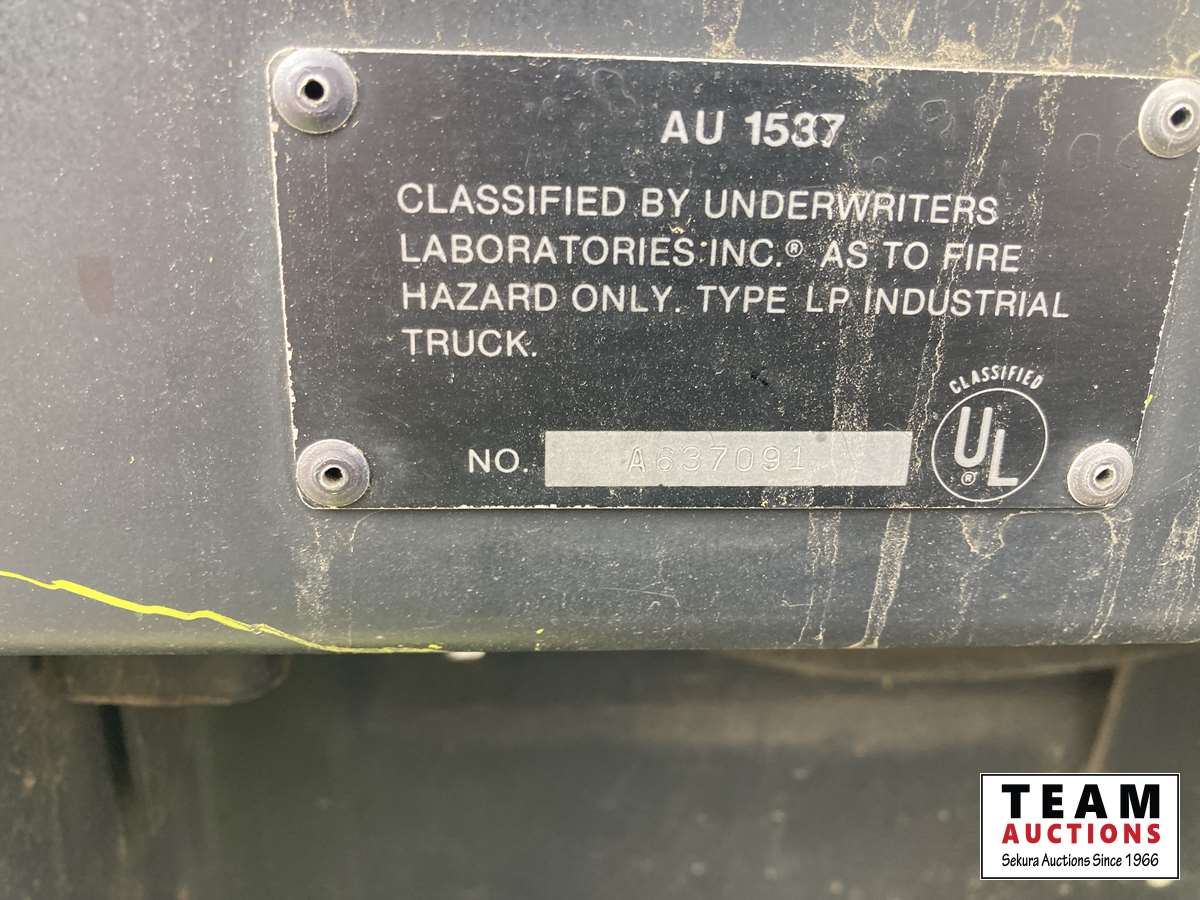 AU 1537
CLASSIFIED BY UNDERWRITERS
LABORATORIES INC.® AS TO FIRE
HAZARD ONLY. TYPE LP INDUSTRIAL
TRUCK.
NO. A637091
CLASSIFIED
UL®
TEAM
AUCTIONS
Sekura Auctions Since 1966